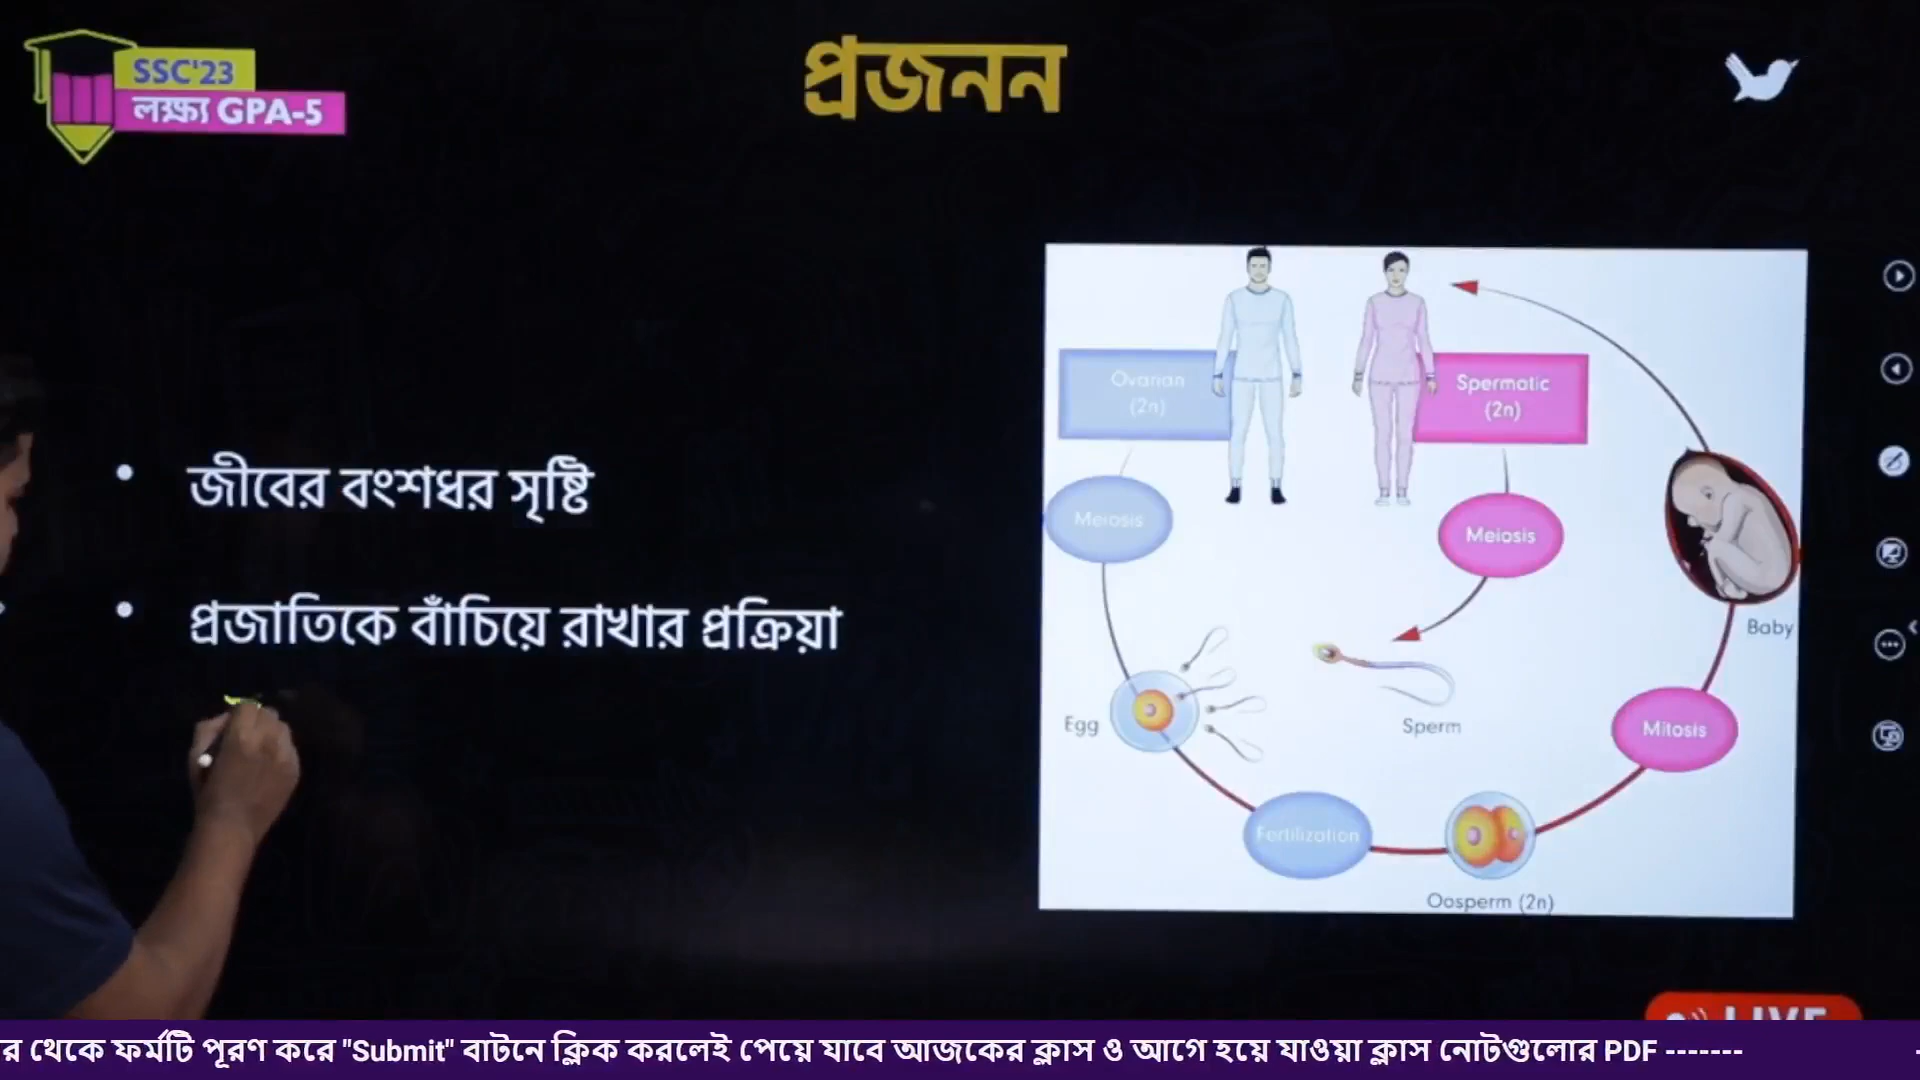 SSC'23
লক্ষ্য GPA-5
প্রজনন
জীবের বংশধর সৃষ্টি
প্রজাতিকে বাঁচিয়ে রাখার প্রক্রিয়া
Ovarian
(2n)
Spermatic
(2n)
Meiosis
Meiosis
Baby
Egg
Sperm
Mitosis
Fertilization
Oosperm (2n)
LIVE
র থেকে ফর্মটি পূরণ করে "Submit" বাটনে ক্লিক করলেই পেয়ে যাবে আজকের ক্লাস ও আগে হয়ে যাওয়া ক্লাস নোটগুলোর PDF -------